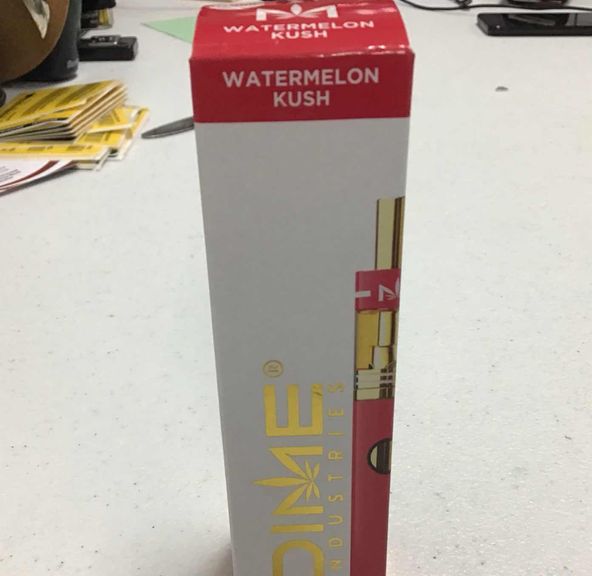 WATERMELON
KUSH
WATERMELON
KUSH
DIME®
INDUSTRIES